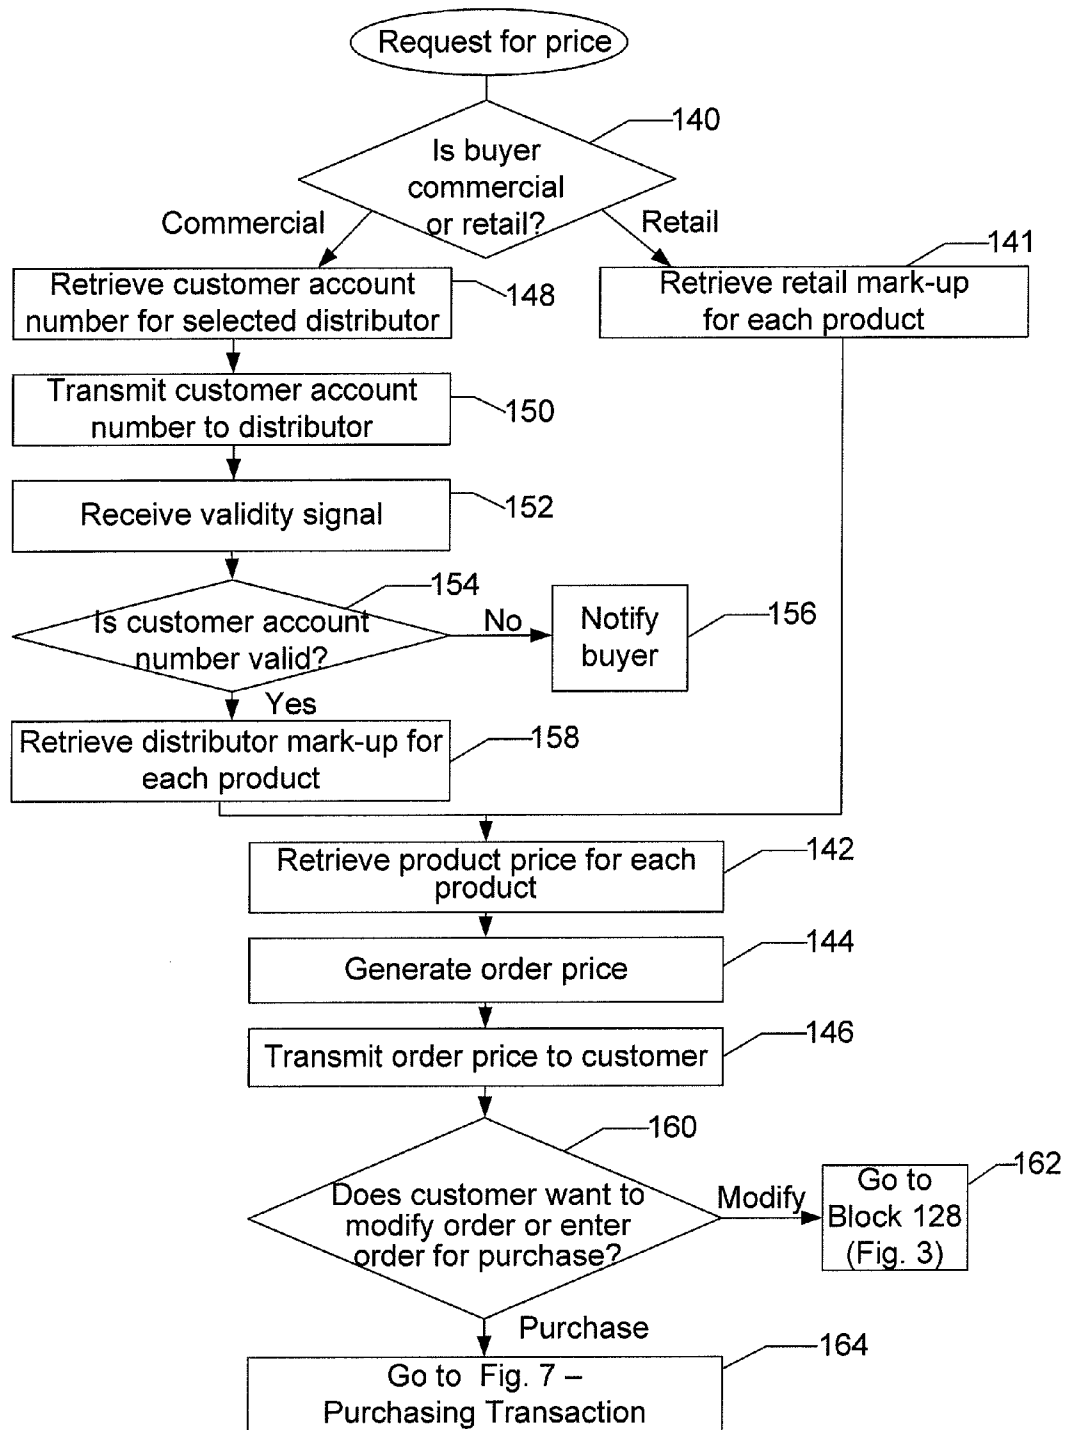 Request for price
140
Is buyer
commercial
or retail?
Commercial
Retail
141
Retrieve customer account
number for selected distributor
148
Retrieve retail mark-up
for each product
Transmit customer account
number to distributor
150
Receive validity signal
152
154
Is customer account
number valid?
No
Notify
buyer
156
Yes
Retrieve distributor mark-up for
each product
158
Retrieve product price for each
product
142
Generate order price
144
Transmit order price to customer
146
160
Does customer want to
modify order or enter
order for purchase?
Modify
Go to
Block 128
(Fig. 3)
162
Purchase
Go to Fig. 7 –
Purchasing Transaction
164